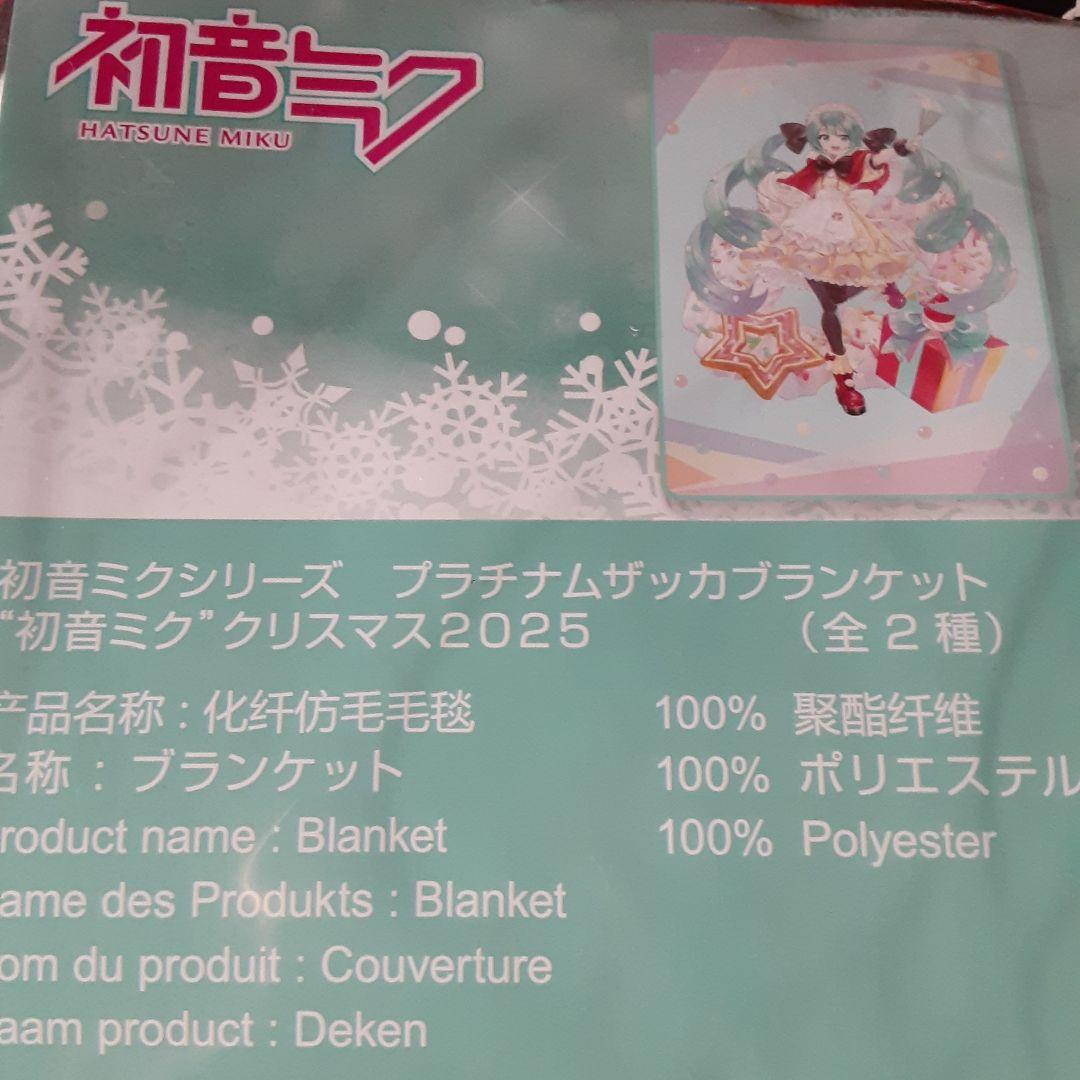 初音ミク
HATSUNE MIKU
初音ミクシリーズ プラチナムザッカブランケット
“初音ミク”クリスマス2025 （全2種）
产品名称 : 化纤仿毛毛毯 100% 聚酯纤维
名称 : ブランケット 100% ポリエステル
roduct name : Blanket 100% Polyester
ame des Produkts : Blanket
om du produit : Couverture
aam product : Deken